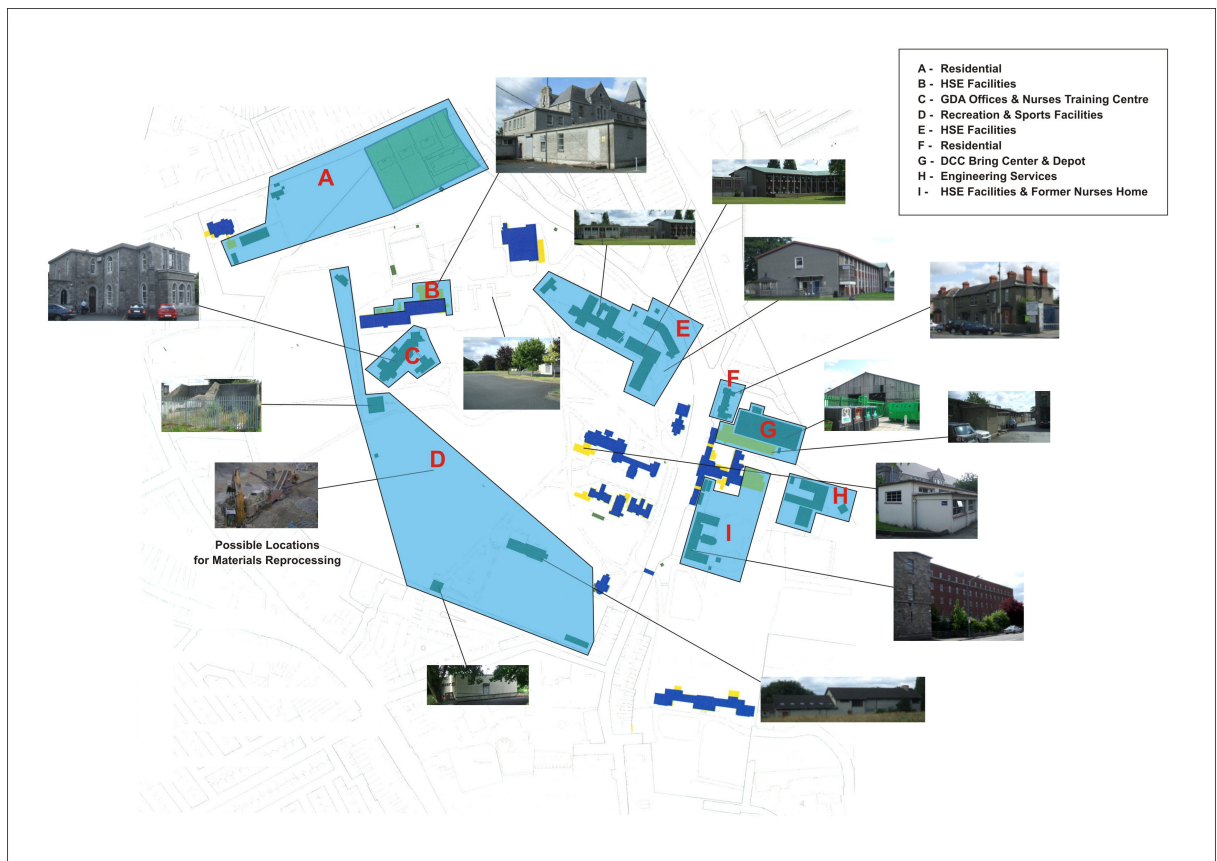 A - Residential
B - HSE Facilities
C - GDA Offices & Nurses Training Centre
D - Recreation & Sports Facilities
E - HSE Facilities
F - Residential
G - DCC Bring Center & Depot
H - Engineering Services
I - HSE Facilities & Former Nurses Home
A
B
C
E
F
G
D
H
I
Possible Locations
for Materials Reprocessing